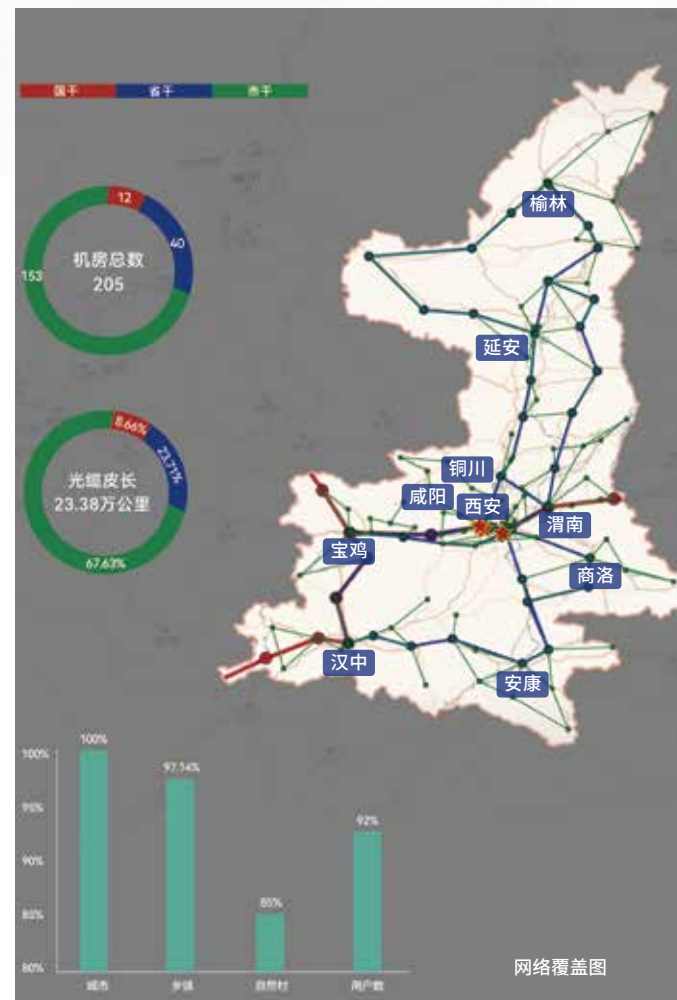 国干 省干 市干
12
40
153
机房总数
205
8.66%
23.71%
67.63%
光缆皮长
23.38万公里
榆林
延安
铜川
咸阳
西安
渭南
宝鸡
商洛
汉中
安康
100%
95%
90%
85%
80%
100%
97.14%
85%
92%
城市 乡镇 自然村 用户数
网络覆盖图